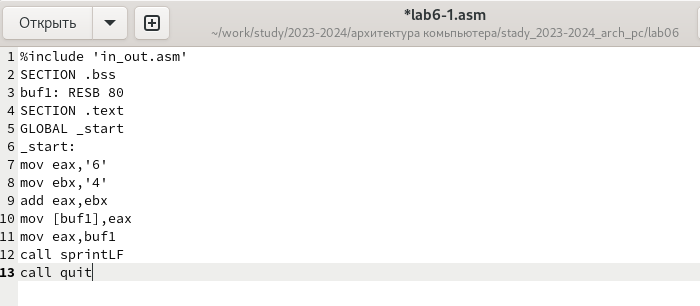 Открыть
*lab6-1.asm
~/work/study/2023-2024/архитектура комьпьютера/stady_2023-2024_arch_pc/lab06
1 %include 'in_out.asm'
2 SECTION .bss
3 buf1: RESB 80
4 SECTION .text
5 GLOBAL _start
6 _start:
7 mov eax,'6'
8 mov ebx,'4'
9 add eax,ebx
10 mov [buf1],eax
11 mov eax,buf1
12 call sprintLF
13 call quit